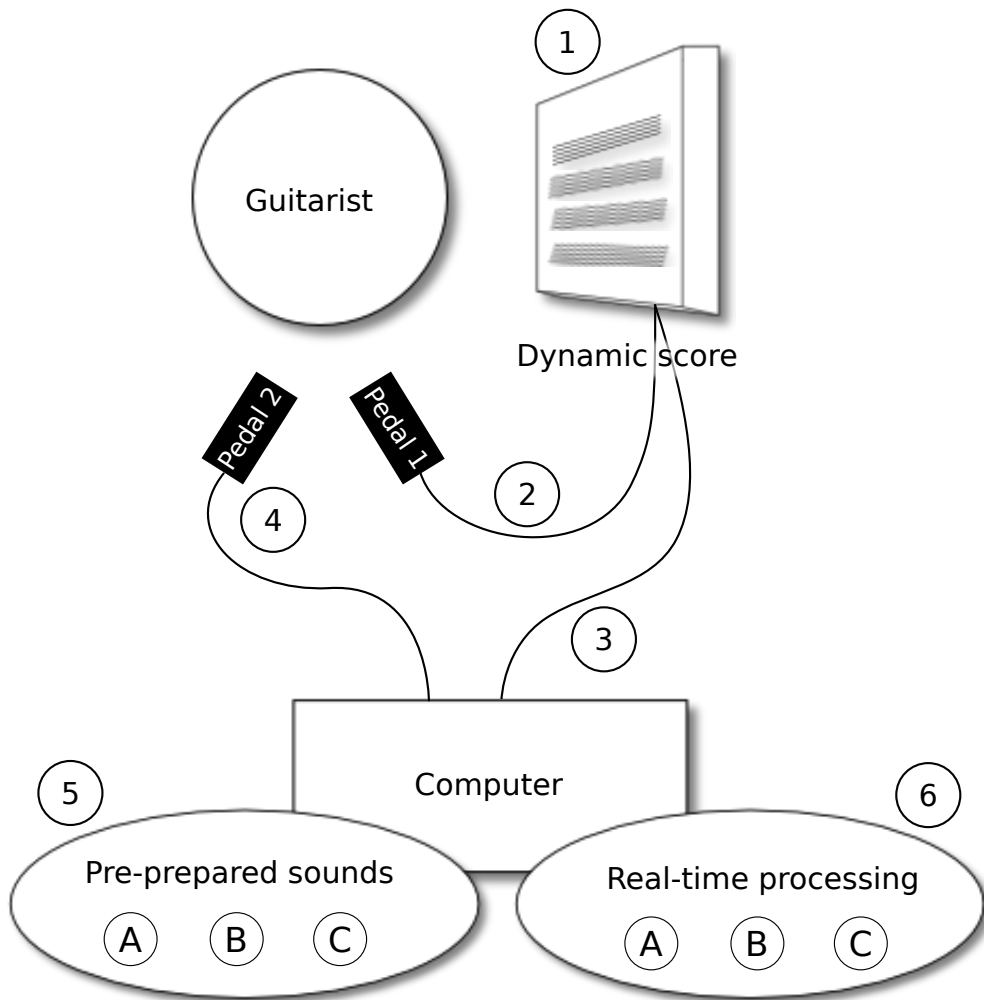 1
Guitarist
Dynamic score
Pedal 2
Pedal 1
2
4
3
Computer
5
6
Pre-prepared sounds
A B C
Real-time processing
A B C